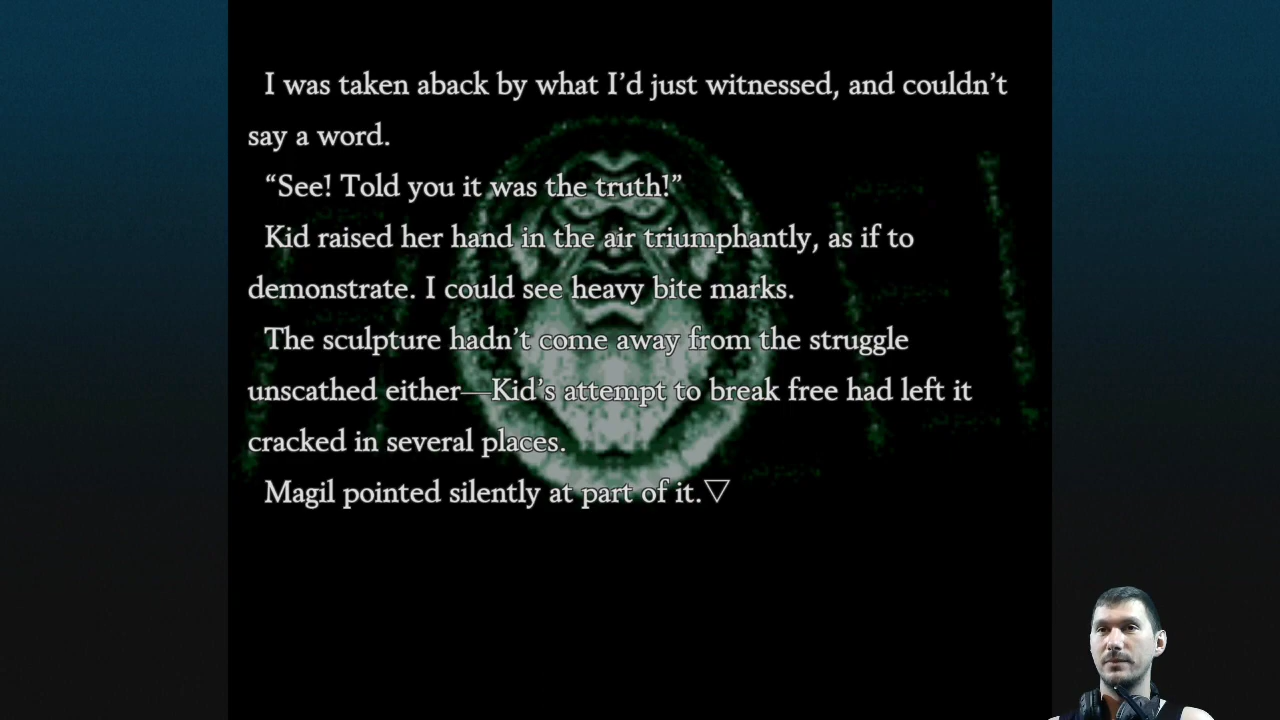 I was taken aback by what I’d just witnessed, and couldn’t
say a word.
“See! Told you it was the truth!”
Kid raised her hand in the air triumphantly, as if to
demonstrate. I could see heavy bite marks.
The sculpture hadn’t come away from the struggle
unscathed either—Kid’s attempt to break free had left it
cracked in several places.
Magil pointed silently at part of it.▽